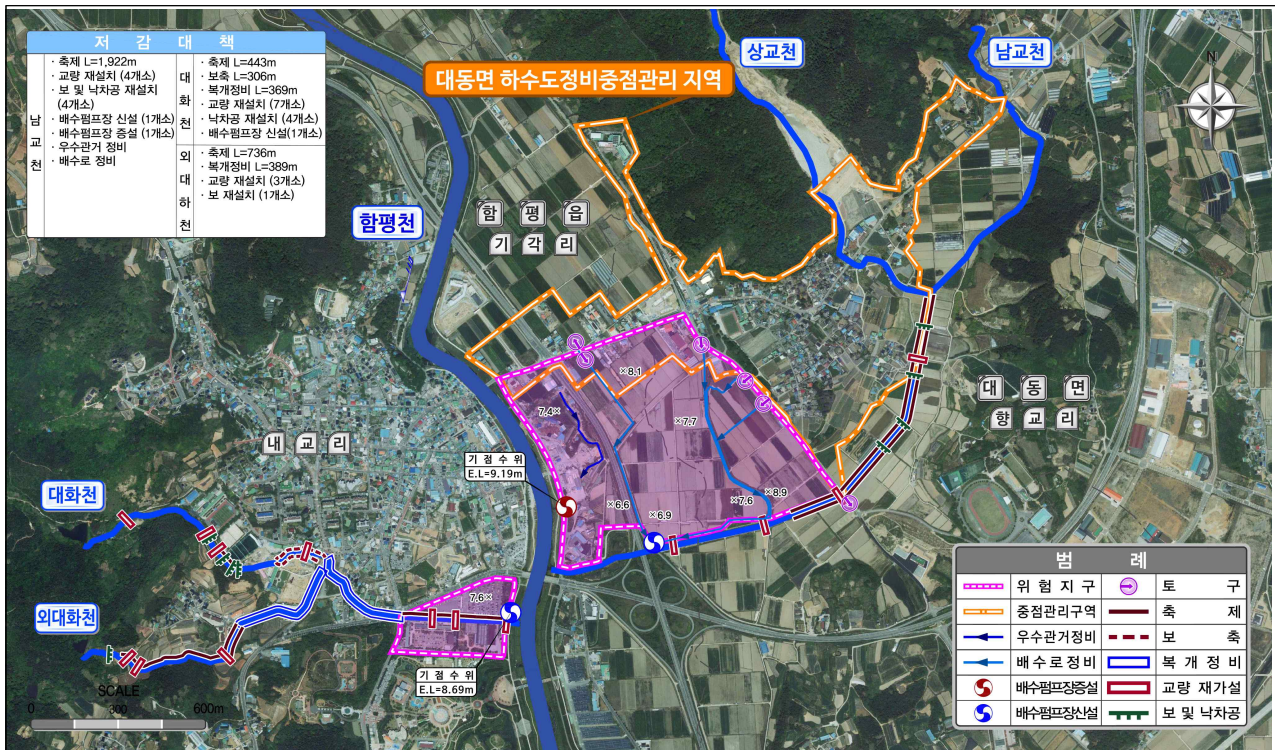 저 감 대 책
남교천
· 축제 L=1,922m
· 교량 재설치 (4개소)
· 보 및 낙차공 재설치
(4개소)
· 배수펌프장 신설 (1개소)
· 배수펌프장 증설 (1개소)
· 우수관거 정비
· 배수로 정비
대화천
· 축제 L=443m
· 보축 L=306m
· 복개정비 L=369m
· 교량 재설치 (7개소)
· 낙차공 재설치 (4개소)
· 배수펌프장 신설(1개소)
외대하천
· 축제 L=736m
· 복개정비 L=389m
· 교량 재설치 (3개소)
· 보 재설치 (1개소)
상교천
남교천
대동면 하수도정비중점관리 지역
N
함평천
함 평 읍
기 각 리
대 동 면
향 교 리
내 교 리
×8.1
7.4×
×7.7
×6.6
×6.9
×7.6
×8.9
기 점 수 위
E.L=9.19m
대화천
외대화천
7.6×
기 점 수 위
E.L=8.69m
SCALE
0 300 600m
범 례
위 험 지 구
토 구
중점관리구역
축 제
우수관거정비
보 축
배수로정비
복 개 정 비
배수펌프장증설
교량 재가설
배수펌프장신설
보 및 낙차공